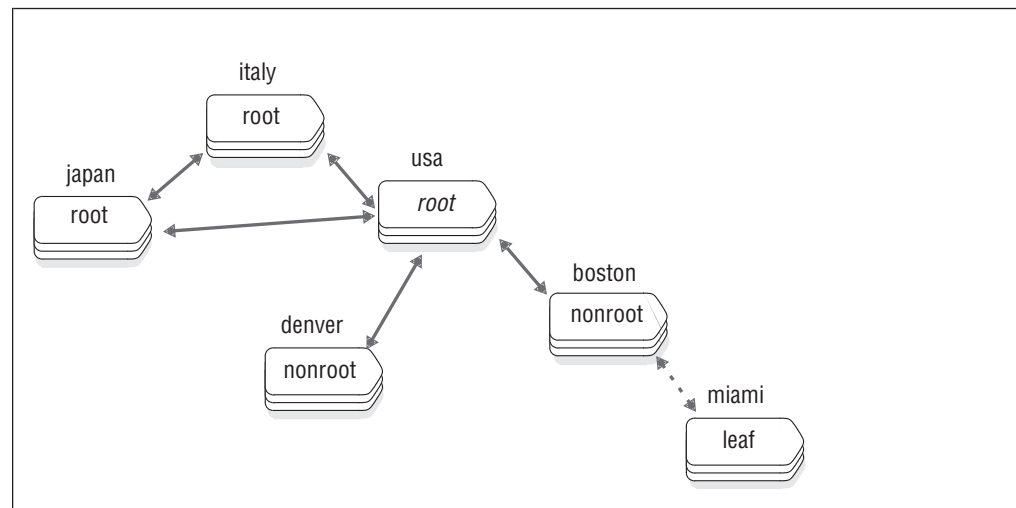 italy
root
usa
root
japan
root
boston
nonroot
denver
nonroot
miami
leaf